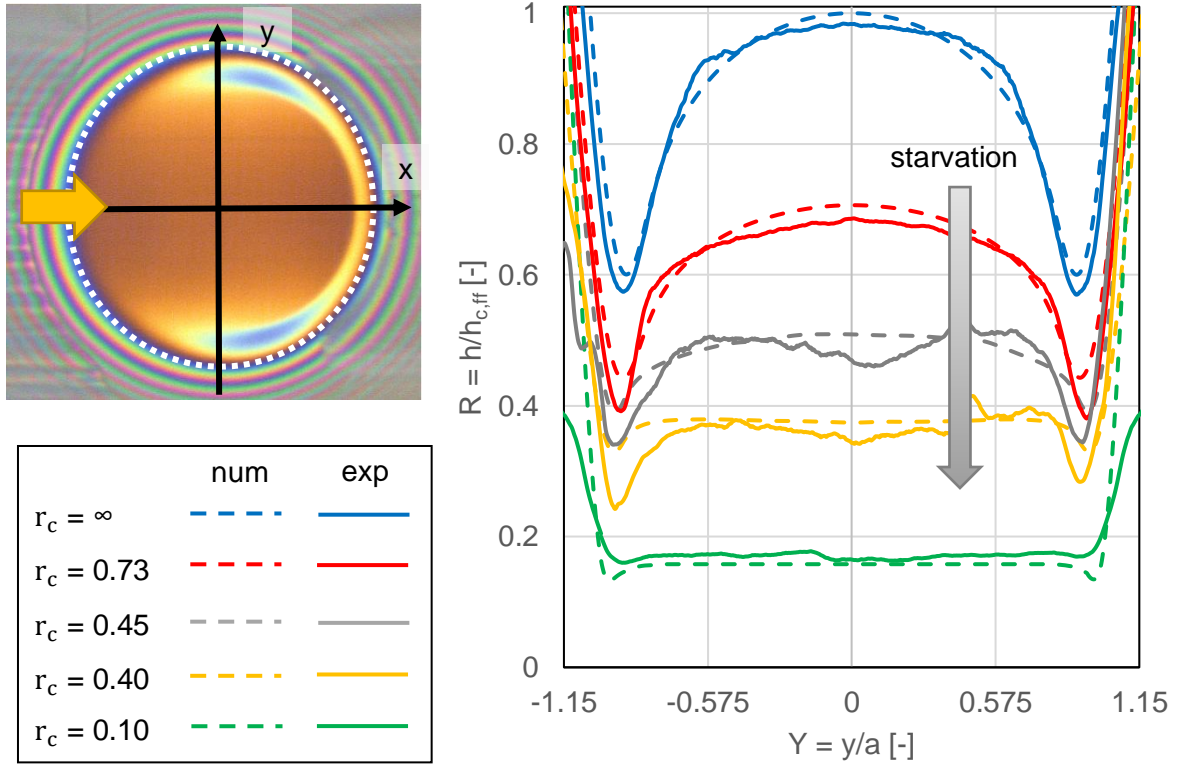 y
x
num exp
r_c = ∞
r_c = 0.73
r_c = 0.45
r_c = 0.40
r_c = 0.10
R = h/h_c,ff [-]
1
0.8
0.6
0.4
0.2
0
starvation
-1.15 -0.575 0 0.575 1.15
Y = y/a [-]